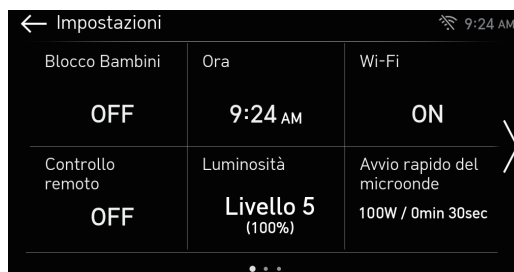 Impostazioni
9:24 AM
Blocco Bambini
OFF
Ora
9:24 AM
Wi-Fi
ON
Controllo
remoto
OFF
Luminosità
Livello 5
(100%)
Avvio rapido del
microonde
100W / 0min 30sec